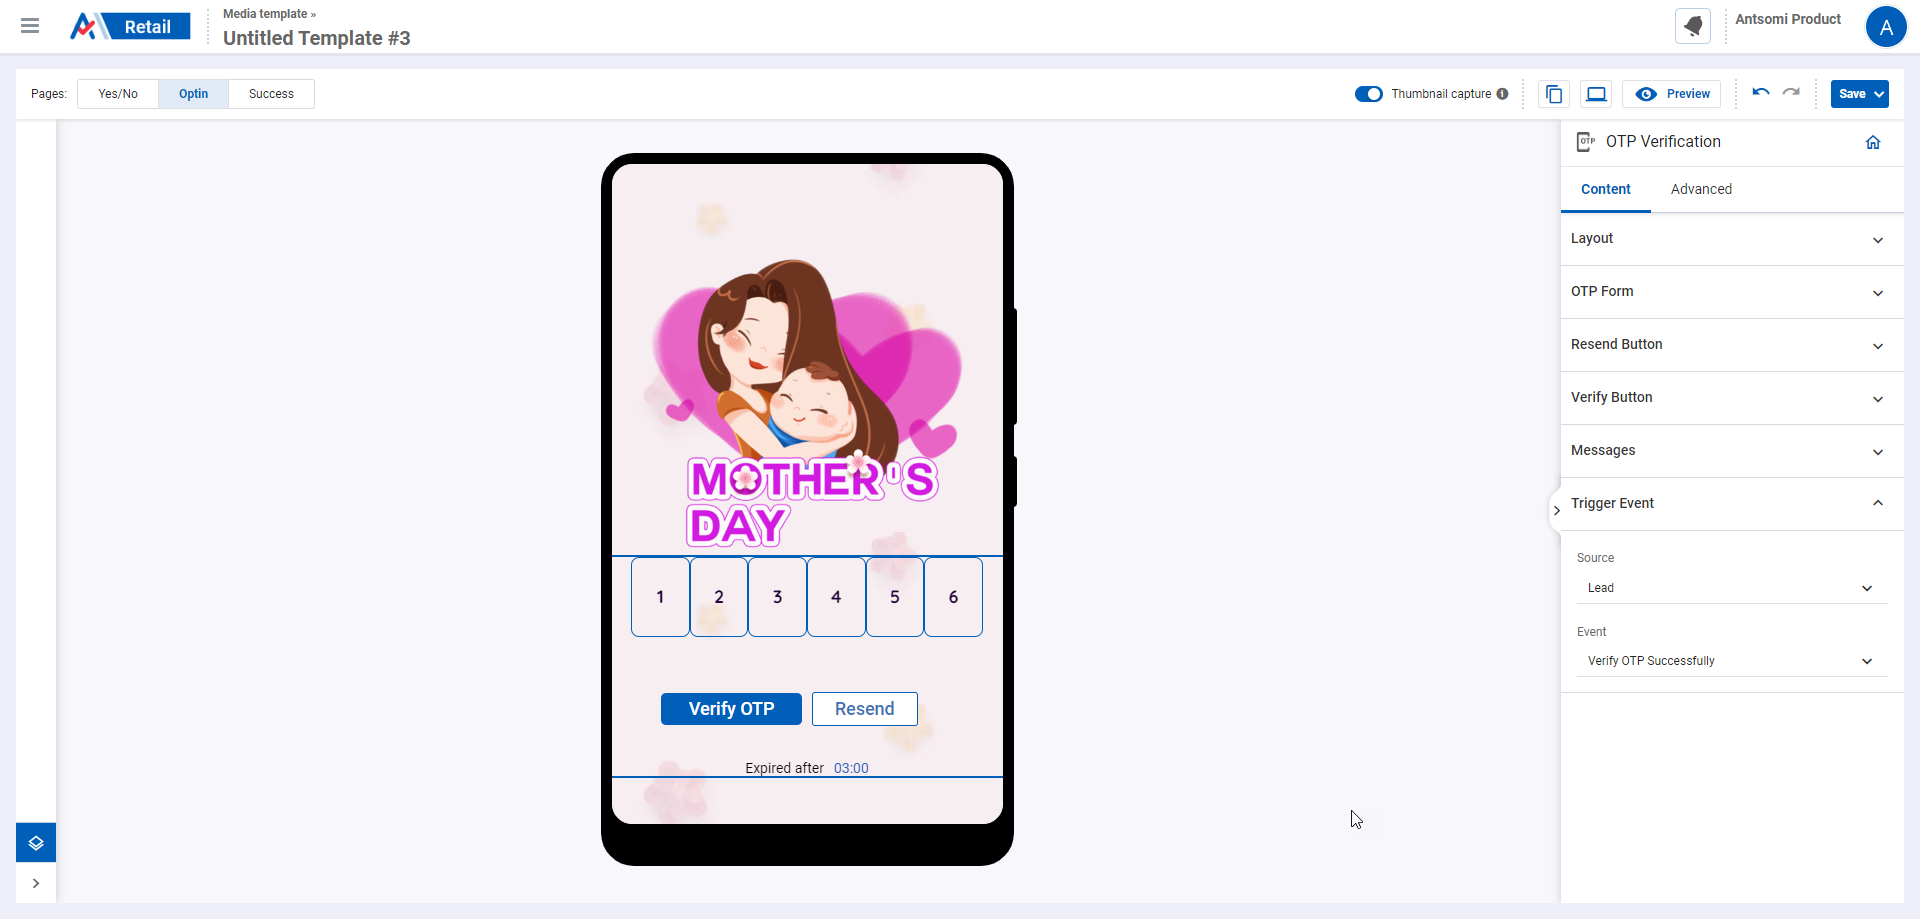 Retail
Media template »
Untitled Template #3
Antsomi Product
A
Pages:
Yes/No
Optin
Success
Thumbnail capture
Preview
Save
MOTHER'S
DAY
1 2 3 4 5 6
Verify OTP
Resend
Expired after 03:00
OTP
OTP Verification
Content
Advanced
Layout
OTP Form
Resend Button
Verify Button
Messages
Trigger Event
Source
Lead
Event
Verify OTP Successfully